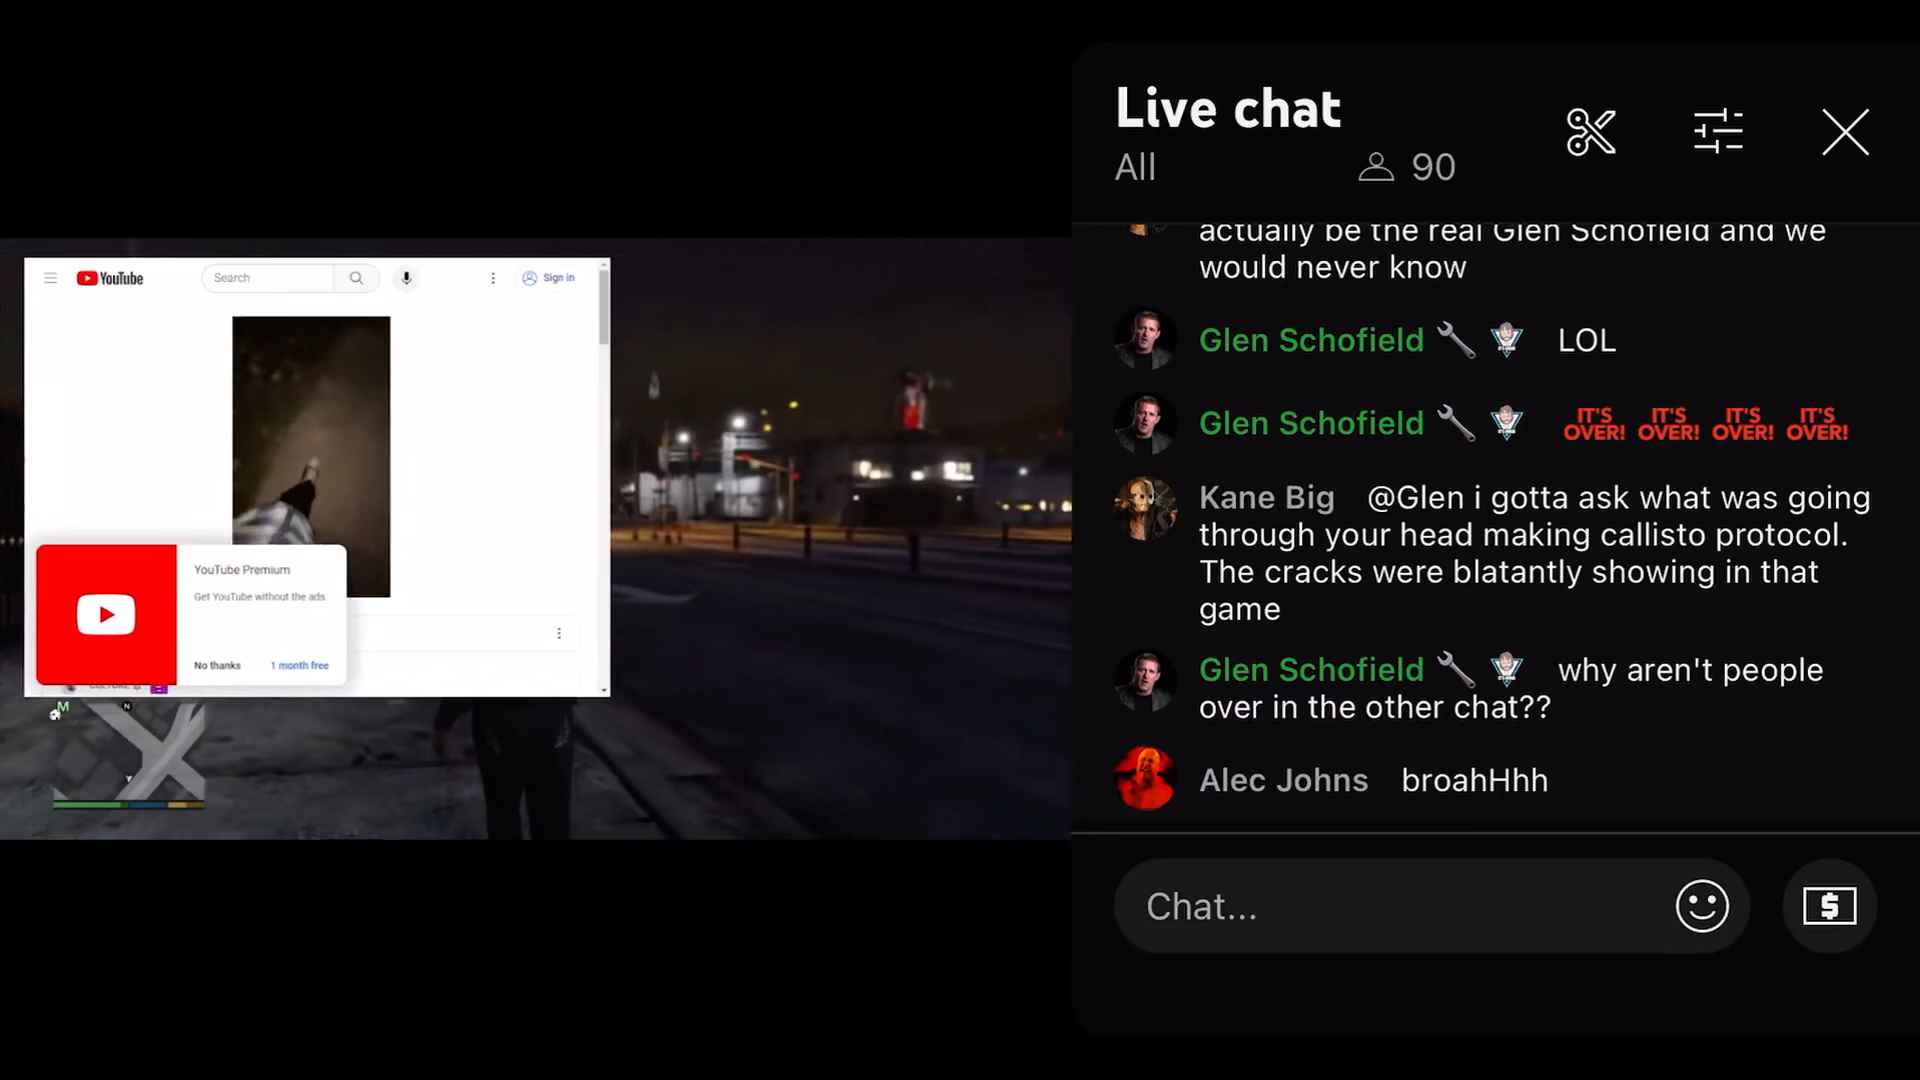 YouTube
Search
Sign in
YouTube Premium
Get YouTube without the ads.
No thanks 1 month free
M
N
Live chat
All 90
actually be the real Glen Schofield and we
would never know
Glen Schofield LOL
Glen Schofield IT'S OVER! IT'S OVER! IT'S OVER! IT'S OVER!
Kane Big @Glen i gotta ask what was going
through your head making callisto protocol.
The cracks were blatantly showing in that
game
Glen Schofield why aren't people
over in the other chat??
Alec Johns broahHhh
Chat...
$